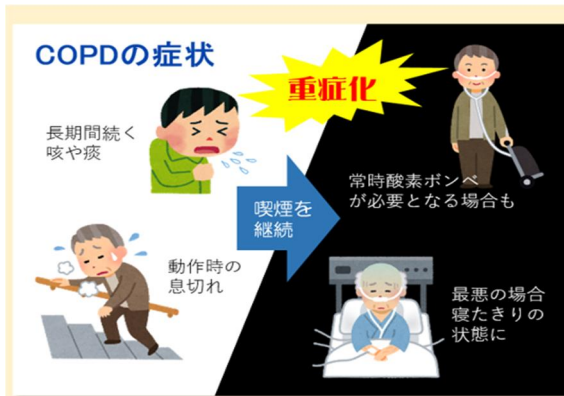 COPDの症状
重症化
長期間続く
咳や痰
動作時の
息切れ
喫煙を
継続
常時酸素ボンベ
が必要となる場合も
最悪の場合
寝たきりの
状態に